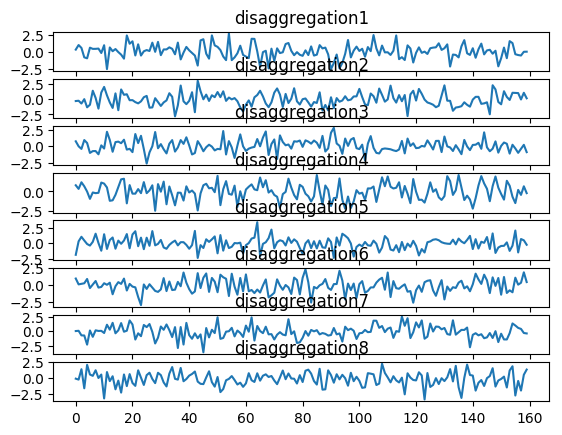 disaggregation1
2.5
0.0
−2.5
disaggregation2
2.5
0.0
−2.5
disaggregation3
2.5
0.0
−2.5
disaggregation4
0.0
−2.5
disaggregation5
2.5
0.0
−2.5
disaggregation6
2.5
0.0
−2.5
disaggregation7
2.5
0.0
−2.5
disaggregation8
2.5
0.0
−2.5
0 20 40 60 80 100 120 140 160